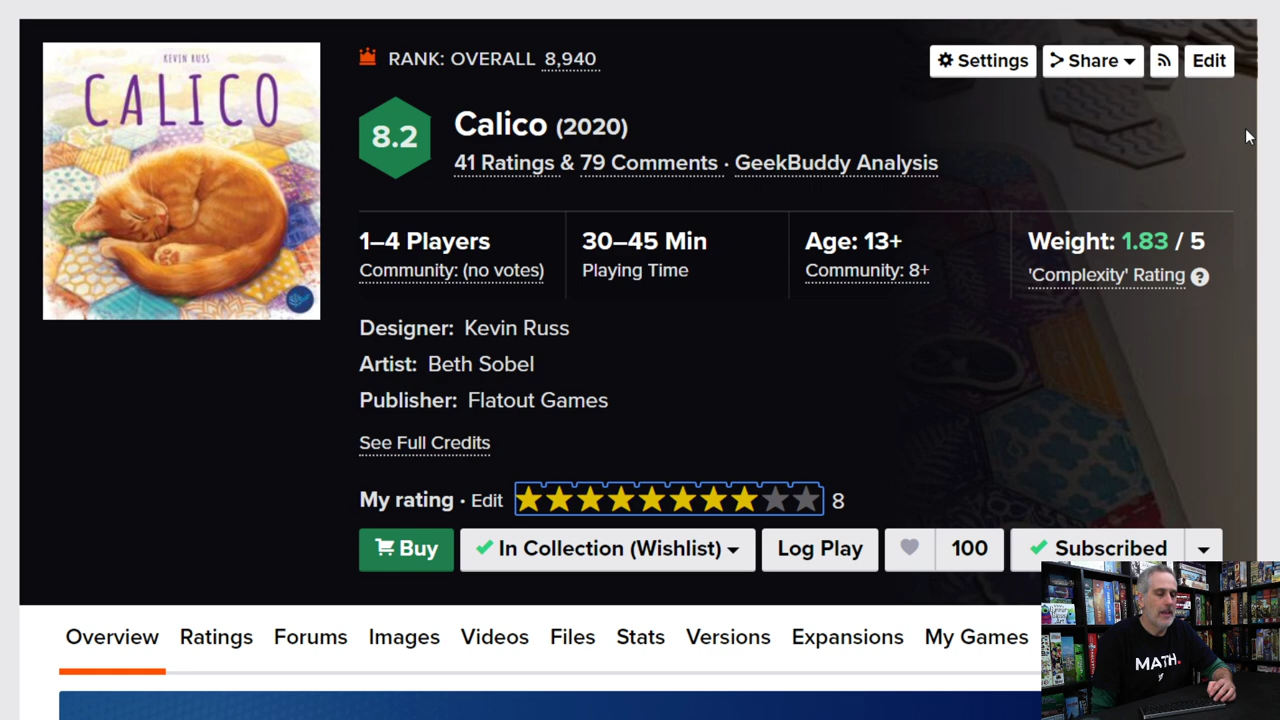 KEVIN RUSS
CALICO
RANK: OVERALL 8,940
Settings
Share
Edit
8.2
Calico (2020)
41 Ratings & 79 Comments · GeekBuddy Analysis
1–4 Players
Community: (no votes)
30–45 Min
Playing Time
Age: 13+
Community: 8+
Weight: 1.83 / 5
'Complexity' Rating ?
Designer: Kevin Russ
Artist: Beth Sobel
Publisher: Flatout Games
See Full Credits
My rating · Edit
8
Buy
In Collection (Wishlist)
Log Play
100
Subscribed
Overview
Ratings
Forums
Images
Videos
Files
Stats
Versions
Expansions
My Games
MATH.